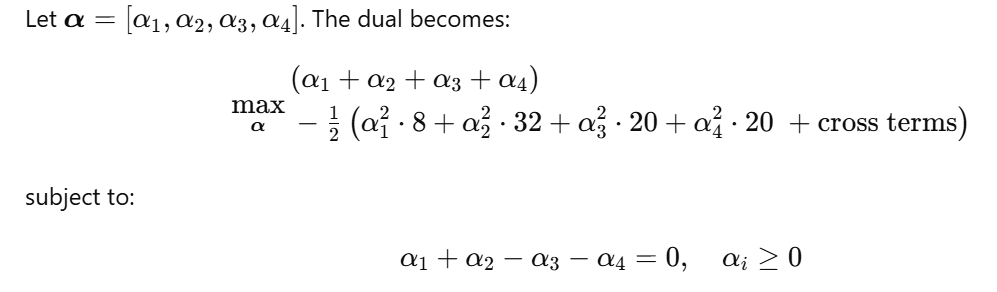 Let α = [α₁, α₂, α₃, α₄]. The dual becomes:
max_α (α₁ + α₂ + α₃ + α₄)
− ½ (α₁² · 8 + α₂² · 32 + α₃² · 20 + α₄² · 20 + cross terms)
subject to:
α₁ + α₂ − α₃ − α₄ = 0, αᵢ ≥ 0